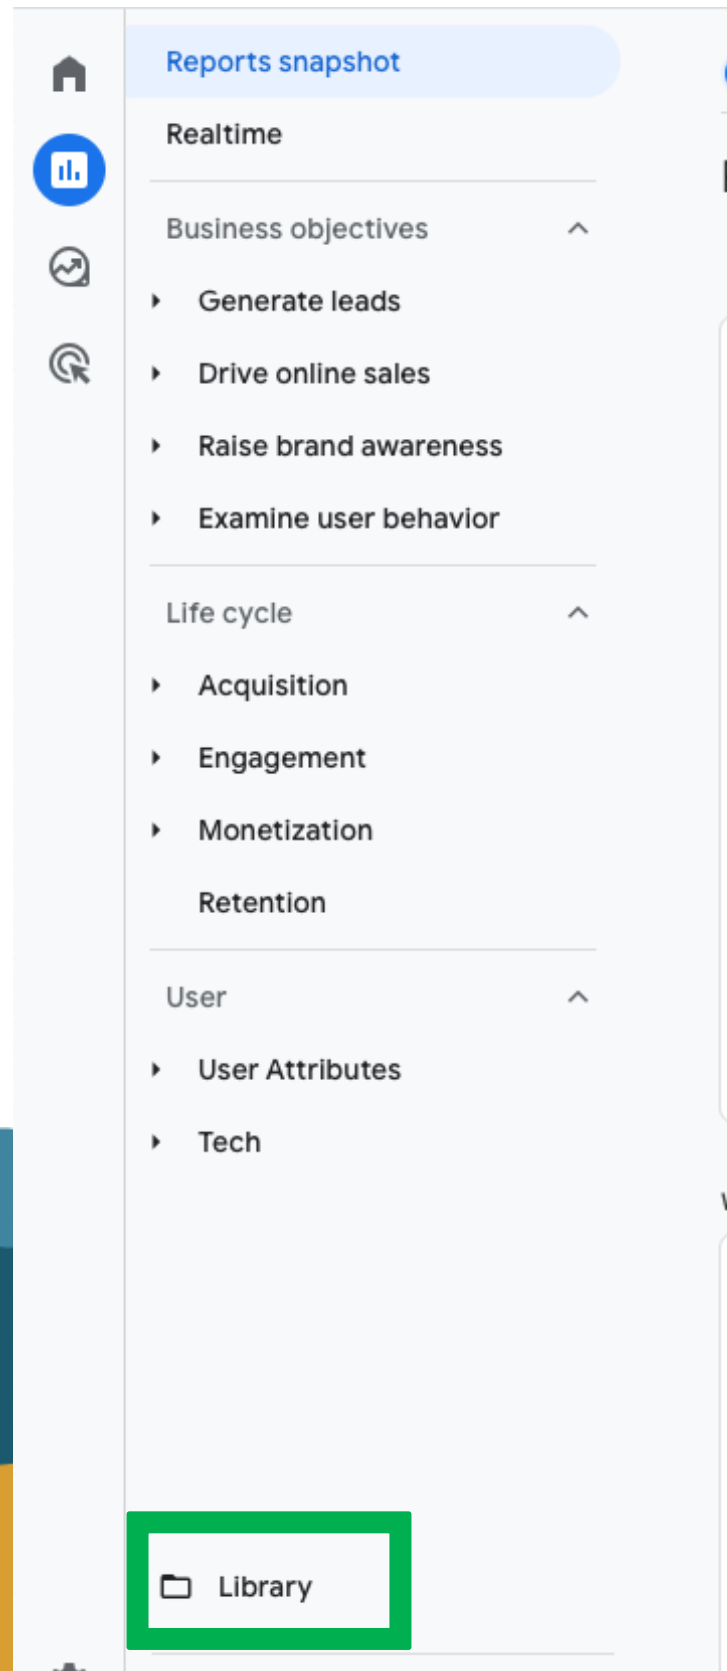 Reports snapshot
Realtime
Business objectives
Generate leads
Drive online sales
Raise brand awareness
Examine user behavior
Life cycle
Acquisition
Engagement
Monetization
Retention
User
User Attributes
Tech
Library